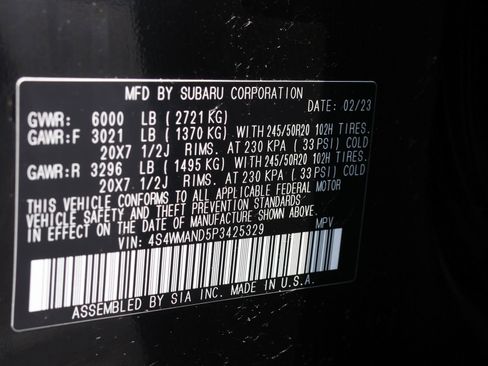 MFD BY SUBARU CORPORATION
DATE: 02/23
GVWR: 6000 LB (2721 KG)
GAWR:F 3021 LB (1370 KG) WITH 245/50R20 102H TIRES.
20X7 1/2J RIMS. AT 230 KPA ( 33 PSI) COLD
GAWR:R 3296 LB (1495 KG) WITH 245/50R20 102H TIRES.
20X7 1/2J RIMS. AT 230 KPA ( 33 PSI) COLD
THIS VEHICLE CONFORMS TO ALL APPLICABLE FEDERAL MOTOR
VEHICLE SAFETY AND THEFT PREVENTION STANDARDS
IN EFFECT ON THE DATE OF MANUFACTURE SHOWN ABOVE.
VIN: 4S4WMAND5P3425329 MPV
ASSEMBLED BY SIA INC. MADE IN U.S.A.